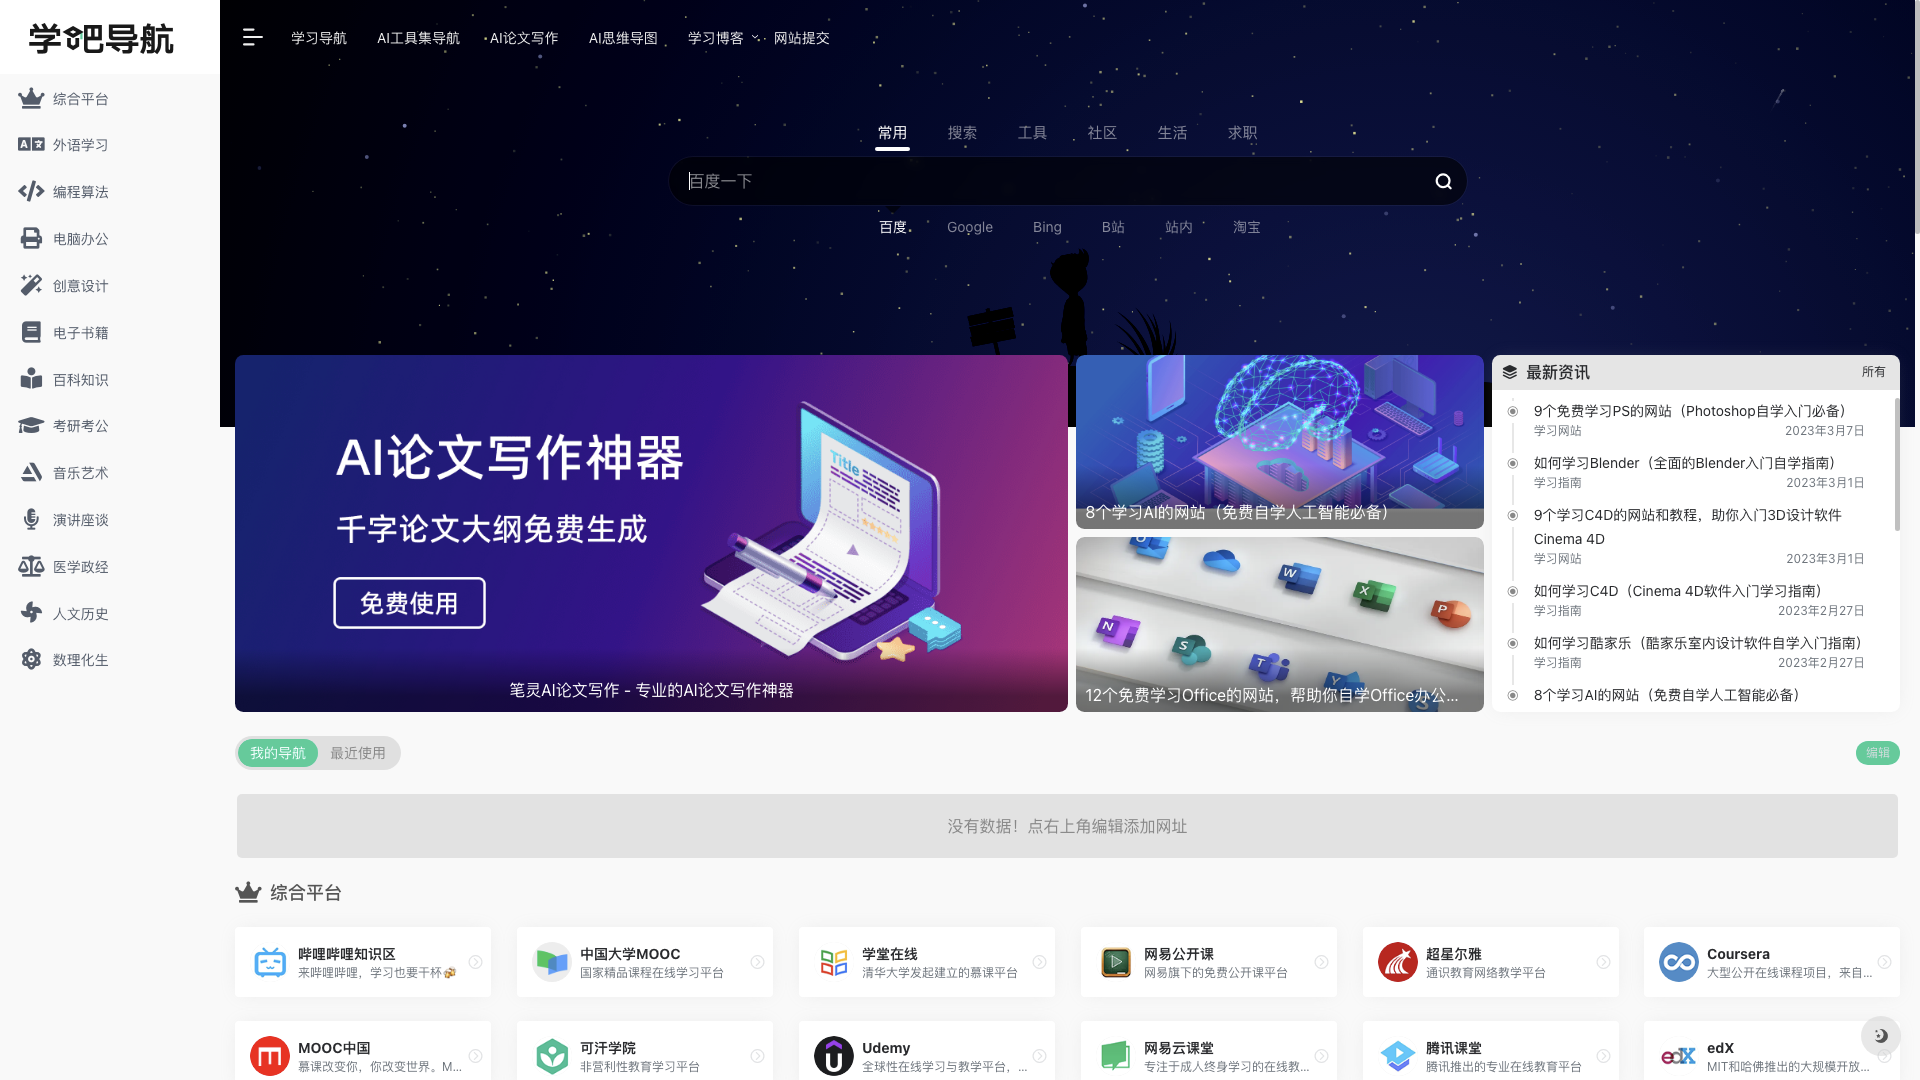 学吧导航
学习导航
AI工具集导航
AI论文写作
AI思维导图
学习博客
网站提交
综合平台
外语学习
编程算法
电脑办公
创意设计
电子书籍
百科知识
考研考公
音乐艺术
演讲座谈
医学政经
人文历史
数理化生
常用
搜索
工具
社区
生活
求职
百度一下
百度
Google
Bing
B站
站内
淘宝
AI论文写作神器
千字论文大纲免费生成
免费使用
Title
笔灵AI论文写作 - 专业的AI论文写作神器
8个学习AI的网站（免费自学人工智能必备）
12个免费学习Office的网站，帮助你自学Office办公...
最新资讯
所有
9个免费学习PS的网站（Photoshop自学入门必备）
学习网站 2023年3月7日
如何学习Blender（全面的Blender入门自学指南）
学习指南 2023年3月1日
9个学习C4D的网站和教程，助你入门3D设计软件
Cinema 4D
学习网站 2023年3月1日
如何学习C4D（Cinema 4D软件入门学习指南）
学习指南 2023年2月27日
如何学习酷家乐（酷家乐室内设计软件自学入门指南）
学习指南 2023年2月27日
8个学习AI的网站（免费自学人工智能必备）
我的导航
最近使用
编辑
没有数据！点右上角编辑添加网址
综合平台
哔哩哔哩知识区
来哔哩哔哩，学习也要干杯🍻
中国大学MOOC
国家精品课程在线学习平台
学堂在线
清华大学发起建立的慕课平台
网易公开课
网易旗下的免费公开课平台
超星尔雅
通识教育网络教学平台
Coursera
大型公开在线课程项目，来自...
MOOC中国
慕课改变你，你改变世界。M...
可汗学院
非营利性教育学习平台
Udemy
全球性在线学习与教学平台，...
网易云课堂
专注于成人终身学习的在线教...
腾讯课堂
腾讯推出的专业在线教育平台
edX
MIT和哈佛推出的大规模开放...